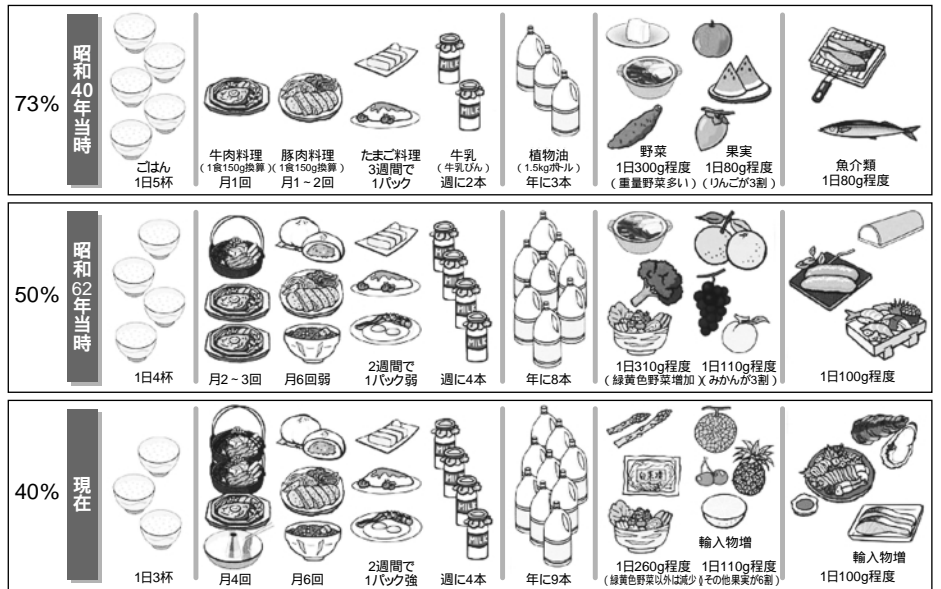 73%
昭和40年当時
ごはん
1日5杯
牛肉料理
(1食150g換算)
月1回
豚肉料理
(1食150g換算)
月1~2回
たまご料理
3週間で
1パック
牛乳
(牛乳びん)
週に2本
植物油
(1.5kgボトル)
年に3本
野菜
1日300g程度
(重量野菜多い)
果実
1日80g程度
(りんごが3割)
魚介類
1日80g程度
MILK
MILK
50%
昭和62年当時
1日4杯
月2~3回
月6回弱
2週間で
1パック弱
週に4本
年に8本
1日310g程度
(緑黄色野菜増加)
1日110g程度
(みかんが3割)
1日100g程度
40%
現在
1日3杯
月4回
月6回
2週間で
1パック強
週に4本
年に9本
1日260g程度
(緑黄色野菜以外は減少)
輸入物増
1日110g程度
(その他果実が6割)
輸入物増
1日100g程度